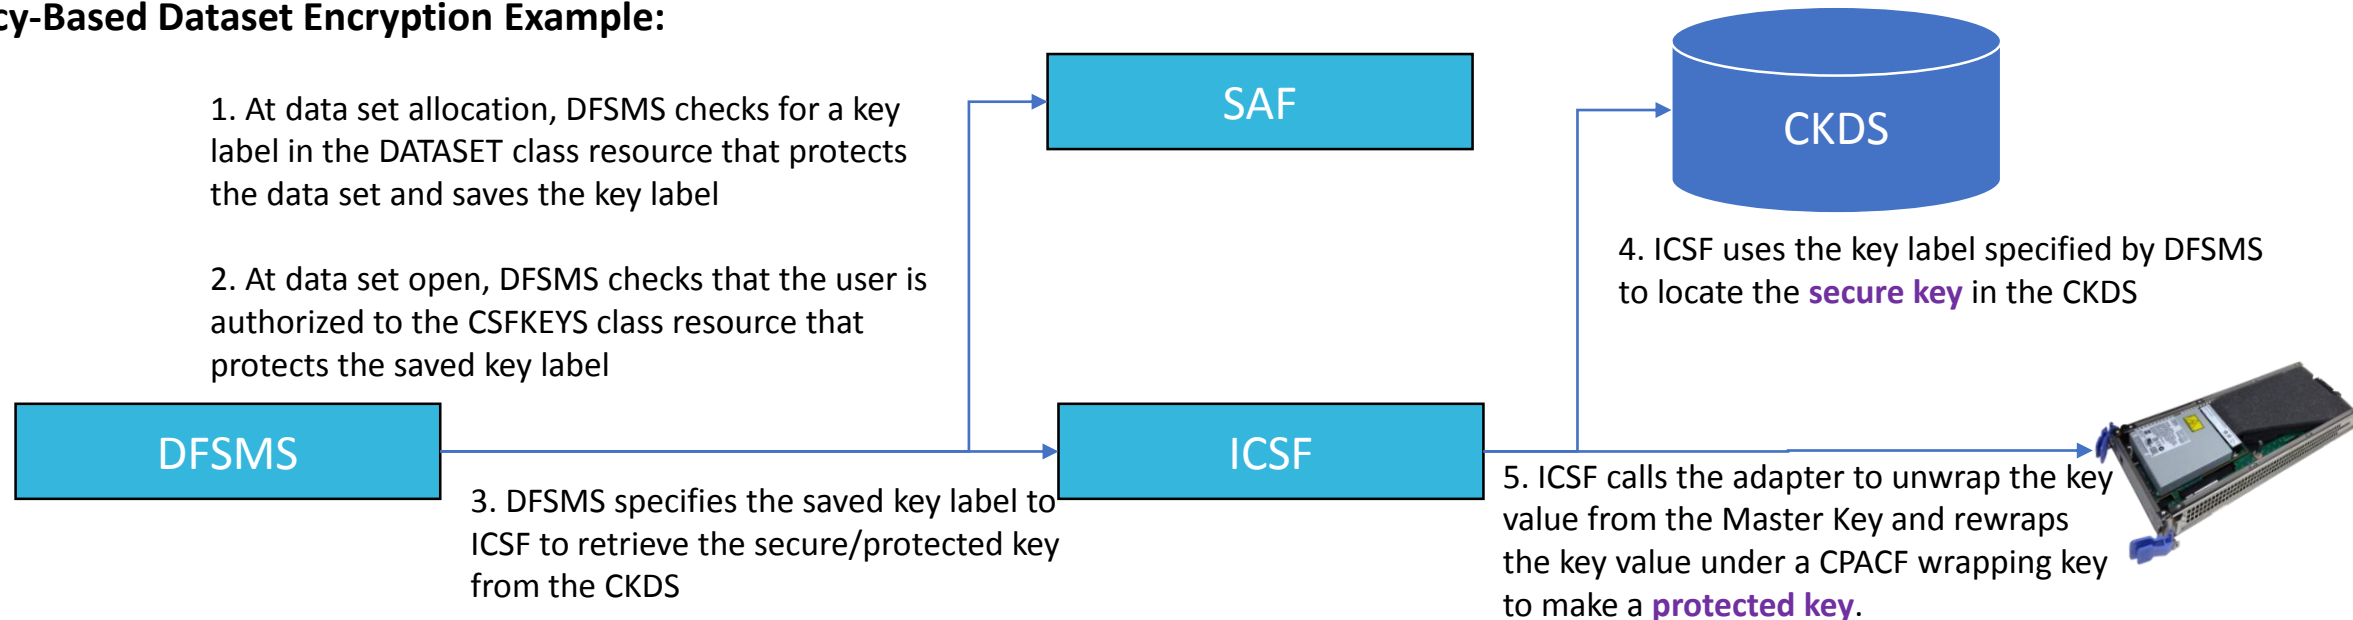 cy-Based Dataset Encryption Example:
1. At data set allocation, DFSMS checks for a key
label in the DATASET class resource that protects
the data set and saves the key label
2. At data set open, DFSMS checks that the user is
authorized to the CSFKEYS class resource that
protects the saved key label
SAF
CKDS
4. ICSF uses the key label specified by DFSMS
to locate the secure key in the CKDS
DFSMS
ICSF
3. DFSMS specifies the saved key label to
ICSF to retrieve the secure/protected key
from the CKDS
5. ICSF calls the adapter to unwrap the key
value from the Master Key and rewraps
the key value under a CPACF wrapping key
to make a protected key.